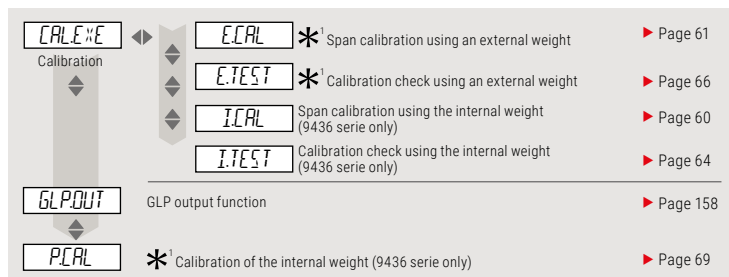 CAL.EXE
Calibration
E.CAL *1 Span calibration using an external weight ▶ Page 61
E.TEST *1 Calibration check using an external weight ▶ Page 66
I.CAL Span calibration using the internal weight
(9436 serie only) ▶ Page 60
I.TEST Calibration check using the internal weight
(9436 serie only) ▶ Page 64
GLP.OUT GLP output function ▶ Page 158
P.CAL *1 Calibration of the internal weight (9436 serie only) ▶ Page 69